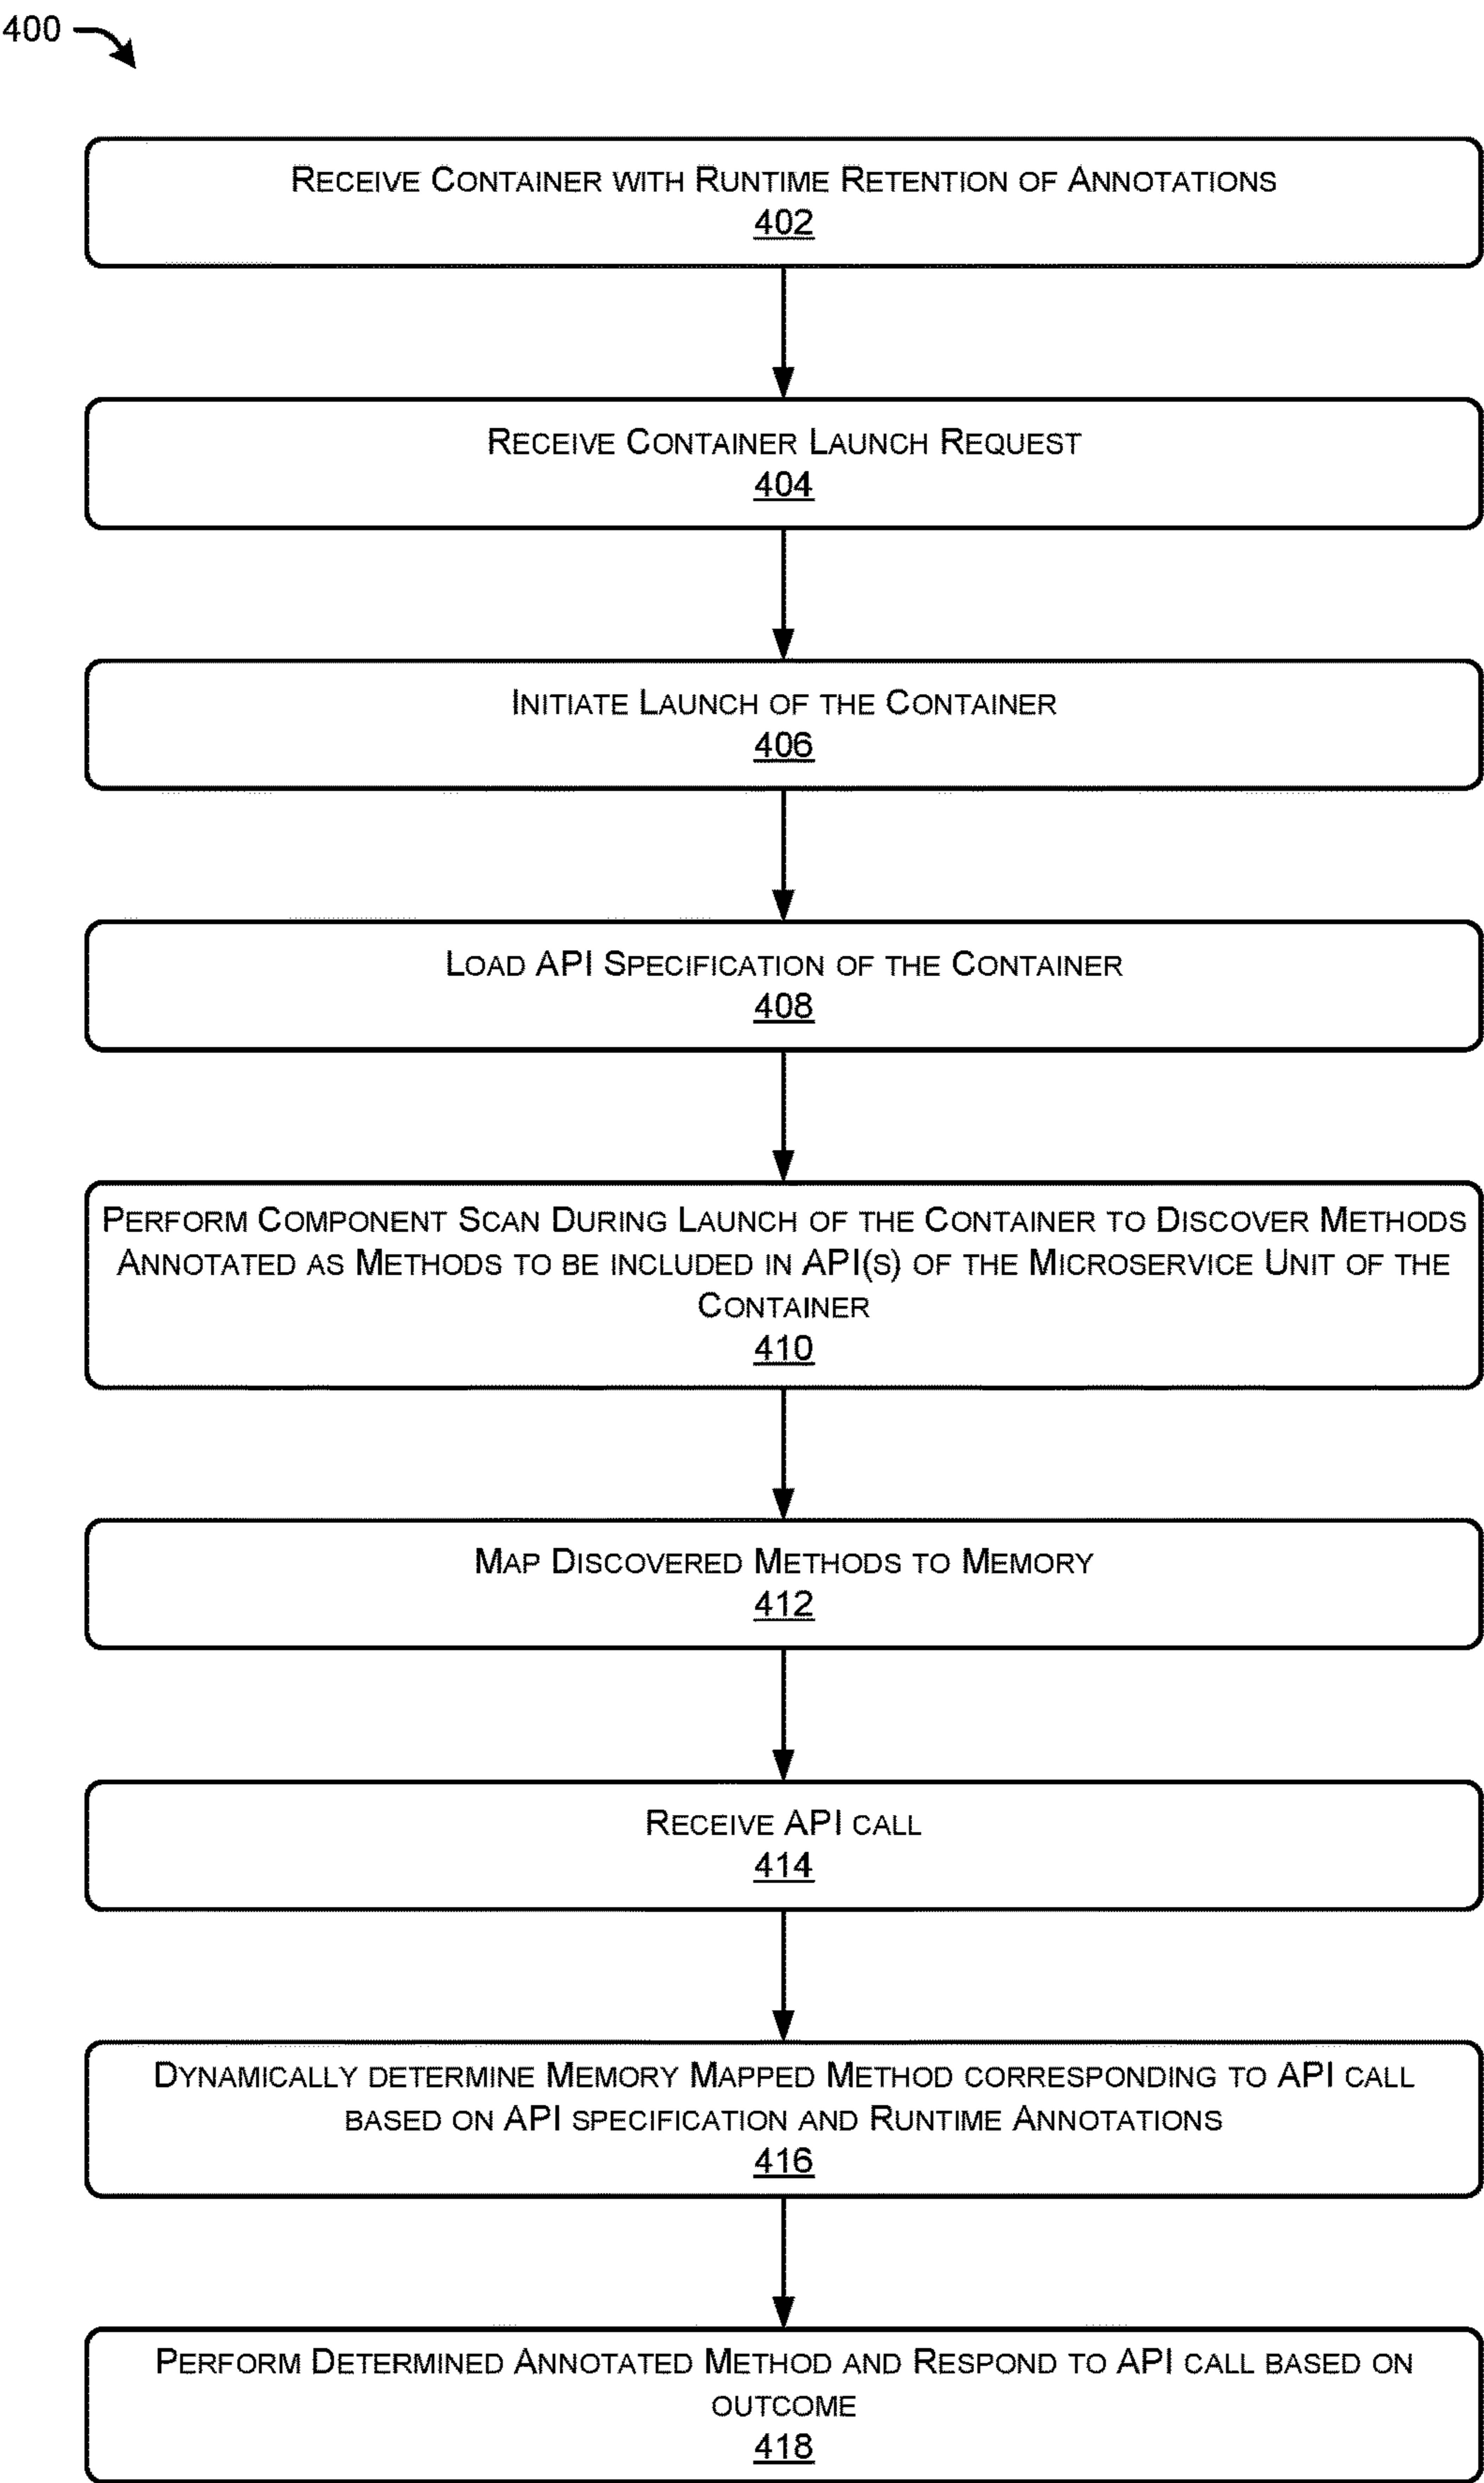 400
RECEIVE CONTAINER WITH RUNTIME RETENTION OF ANNOTATIONS
402
RECEIVE CONTAINER LAUNCH REQUEST
404
INITIATE LAUNCH OF THE CONTAINER
406
LOAD API SPECIFICATION OF THE CONTAINER
408
PERFORM COMPONENT SCAN DURING LAUNCH OF THE CONTAINER TO DISCOVER METHODS
ANNOTATED AS METHODS TO BE INCLUDED IN API(S) OF THE MICROSERVICE UNIT OF THE
CONTAINER
410
MAP DISCOVERED METHODS TO MEMORY
412
RECEIVE API CALL
414
DYNAMICALLY DETERMINE MEMORY MAPPED METHOD CORRESPONDING TO API CALL
BASED ON API SPECIFICATION AND RUNTIME ANNOTATIONS
416
PERFORM DETERMINED ANNOTATED METHOD AND RESPOND TO API CALL BASED ON
OUTCOME
418